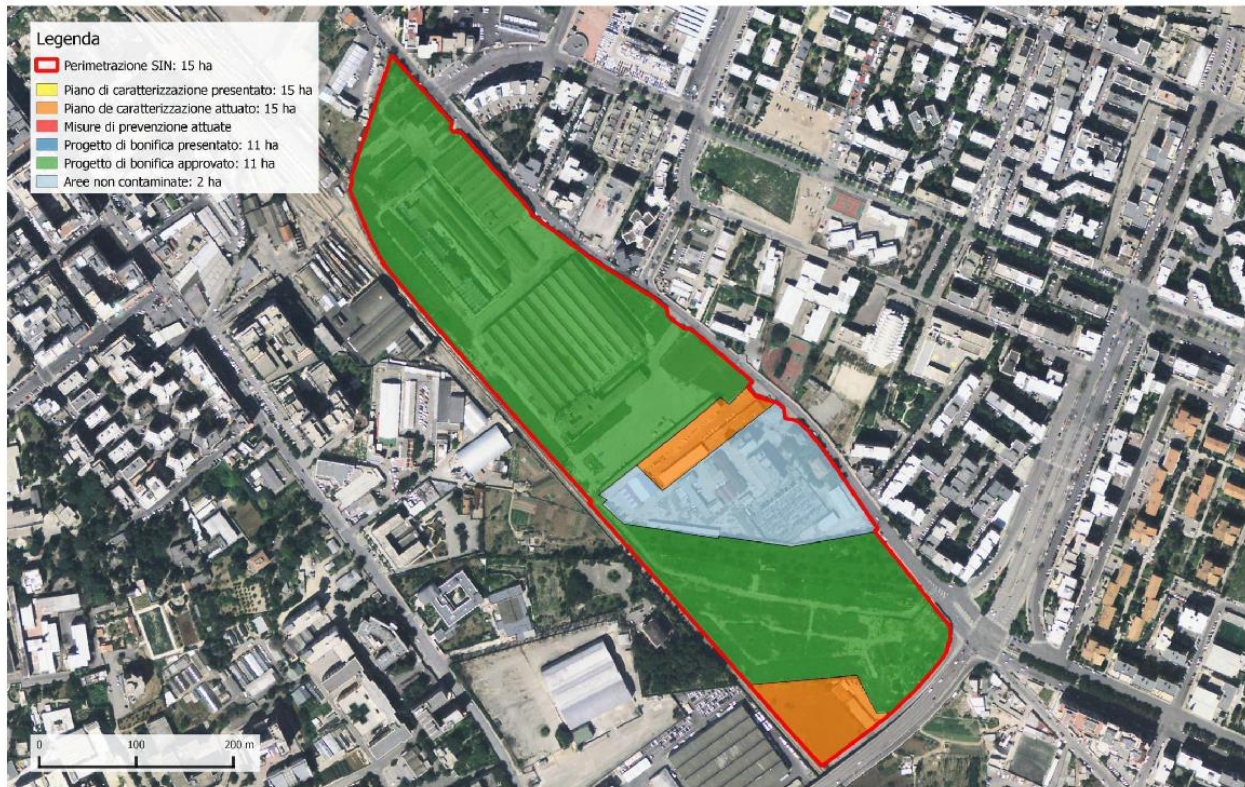 Legenda
Perimetrazione SIN: 15 ha
Piano di caratterizzazione presentato: 15 ha
Piano de caratterizzazione attuato: 15 ha
Misure di prevenzione attuate
Progetto di bonifica presentato: 11 ha
Progetto di bonifica approvato: 11 ha
Aree non contaminate: 2 ha
0 100 200 m